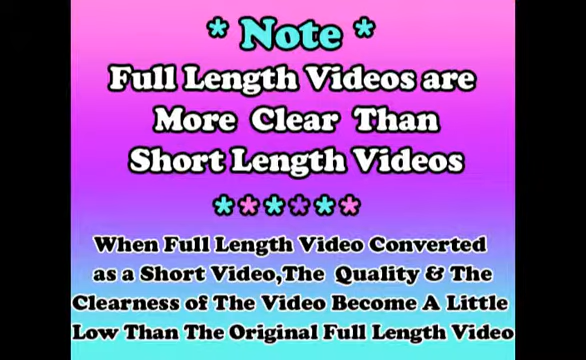 * Note *
Full Length Videos are
More Clear Than
Short Length Videos
******
When Full Length Video Converted
as a Short Video,The Quality & The
Clearness of The Video Become A Little
Low Than The Original Full Length Video